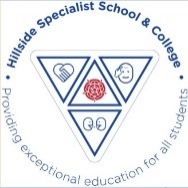 Hillside Specialist School & College
Providing exceptional education for all students